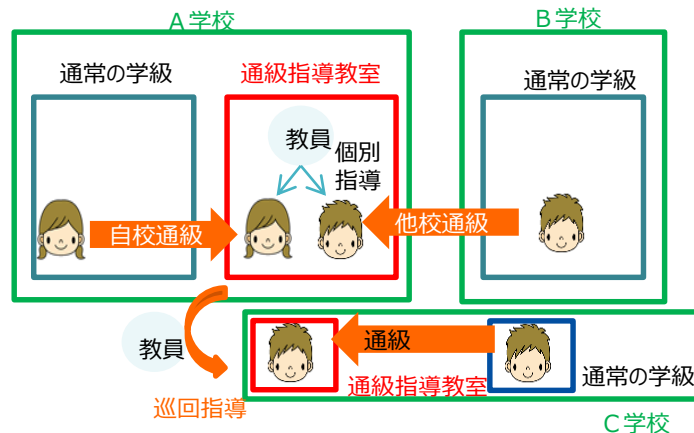 A学校
B学校
通常の学級
通級指導教室
通常の学級
教員
個別
指導
自校通級
他校通級
教員
通級
通級指導教室
通常の学級
巡回指導
C学校